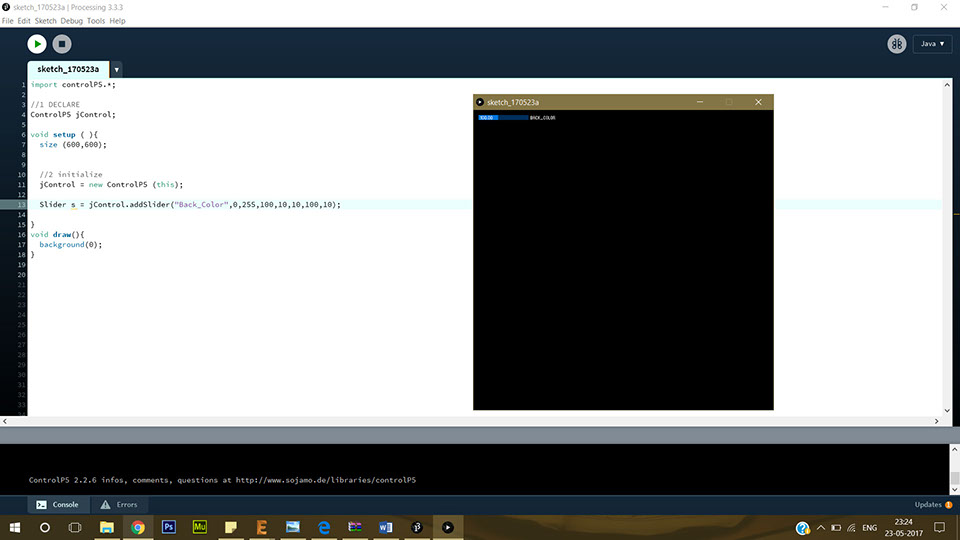 sketch_170523a | Processing 3.3.3
File Edit Sketch Debug Tools Help
Java ▼
sketch_170523a ▼
1 import controlP5.*;
2
3 //1 DECLARE
4 ControlP5 jControl;
5
6 void setup ( ){
7 size (600,600);
8
9
10 //2 initialize
11 jControl = new ControlP5 (this);
12
13 Slider s = jControl.addSlider("Back_Color",0,255,100,10,10,100,10);
14
15 }
16 void draw(){
17 background(0);
18 }
19
20
21
22
23
24
25
26
27
28
29
30
31
32
33
sketch_170523a
100.00 BACK_COLOR
ControlP5 2.2.6 infos, comments, questions at http://www.sojamo.de/libraries/controlP5
Console Errors Updates 1
Ps Mu ENG 23:24
23-05-2017